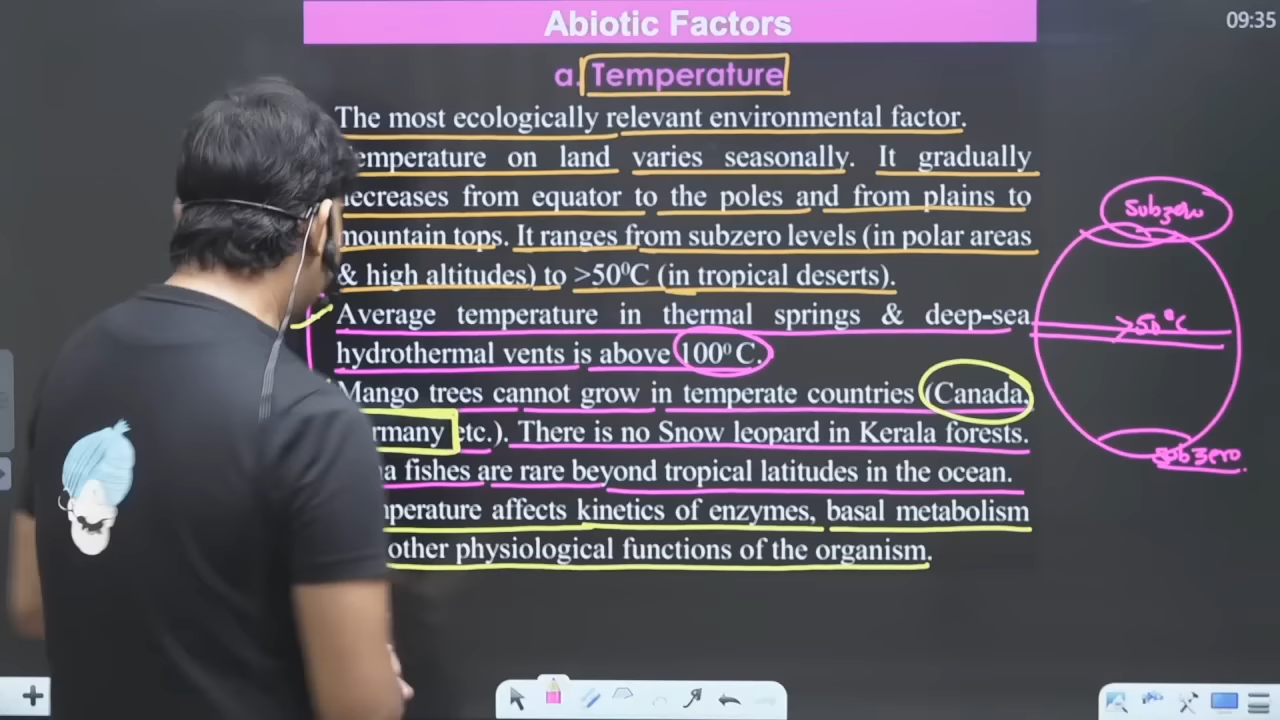 Abiotic Factors
09:35
a. Temperature
The most ecologically relevant environmental factor.
emperature on land varies seasonally. It gradually
ecreases from equator to the poles and from plains to
mountain tops. It ranges from subzero levels (in polar areas
& high altitudes) to >50⁰C (in tropical deserts).
Average temperature in thermal springs & deep-sea
hydrothermal vents is above 100⁰ C.
Mango trees cannot grow in temperate countries (Canada,
rmany etc.). There is no Snow leopard in Kerala forests.
a fishes are rare beyond tropical latitudes in the ocean.
perature affects kinetics of enzymes, basal metabolism
other physiological functions of the organism.
Subzero
>50°C
Subzero